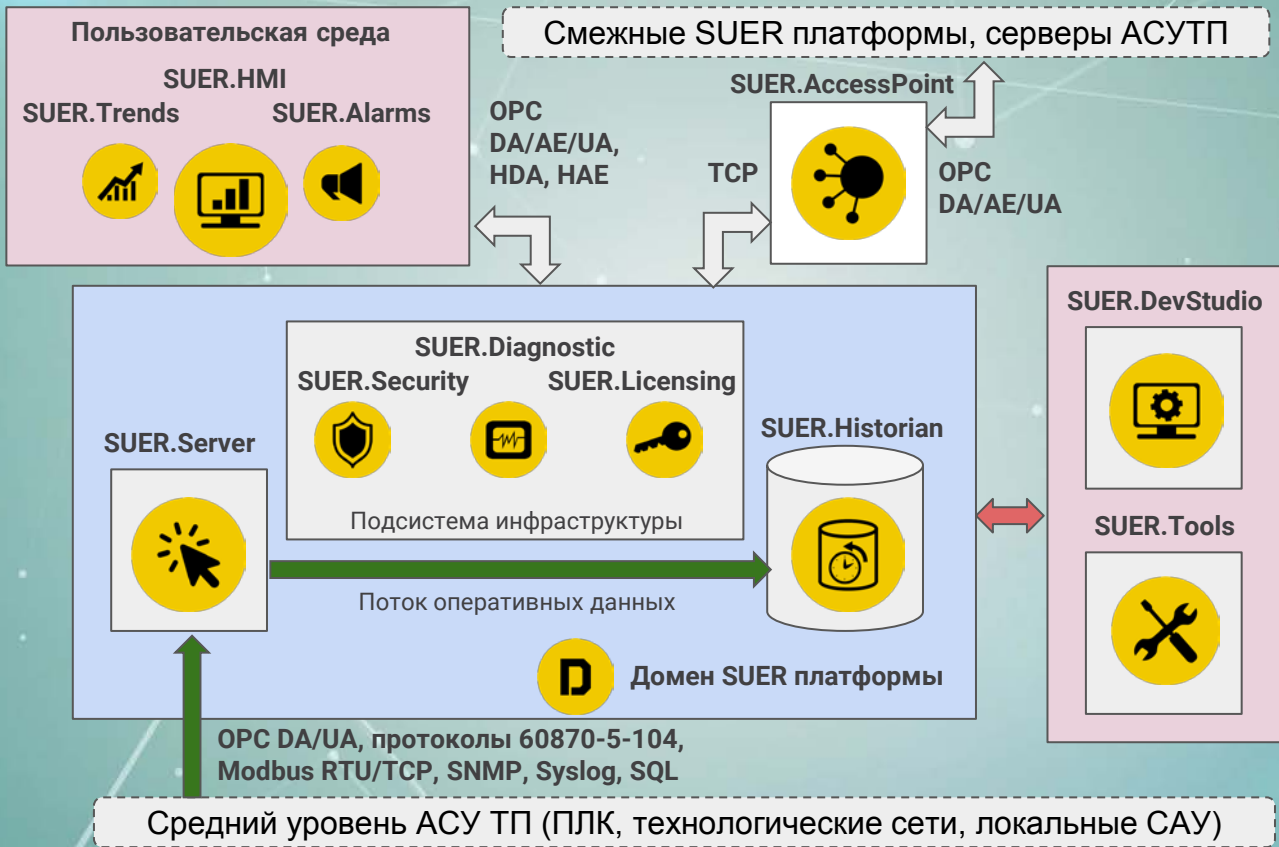 Пользовательская среда
SUER.HMI
SUER.Trends
SUER.Alarms
OPC
DA/AE/UA,
HDA, HAE
Смежные SUER платформы, серверы АСУТП
SUER.AccessPoint
TCP
OPC
DA/AE/UA
SUER.Diagnostic
SUER.Security
SUER.Licensing
Подсистема инфраструктуры
SUER.Server
SUER.Historian
Поток оперативных данных
D
Домен SUER платформы
SUER.DevStudio
SUER.Tools
OPC DA/UA, протоколы 60870-5-104,
Modbus RTU/TCP, SNMP, Syslog, SQL
Средний уровень АСУ ТП (ПЛК, технологические сети, локальные САУ)